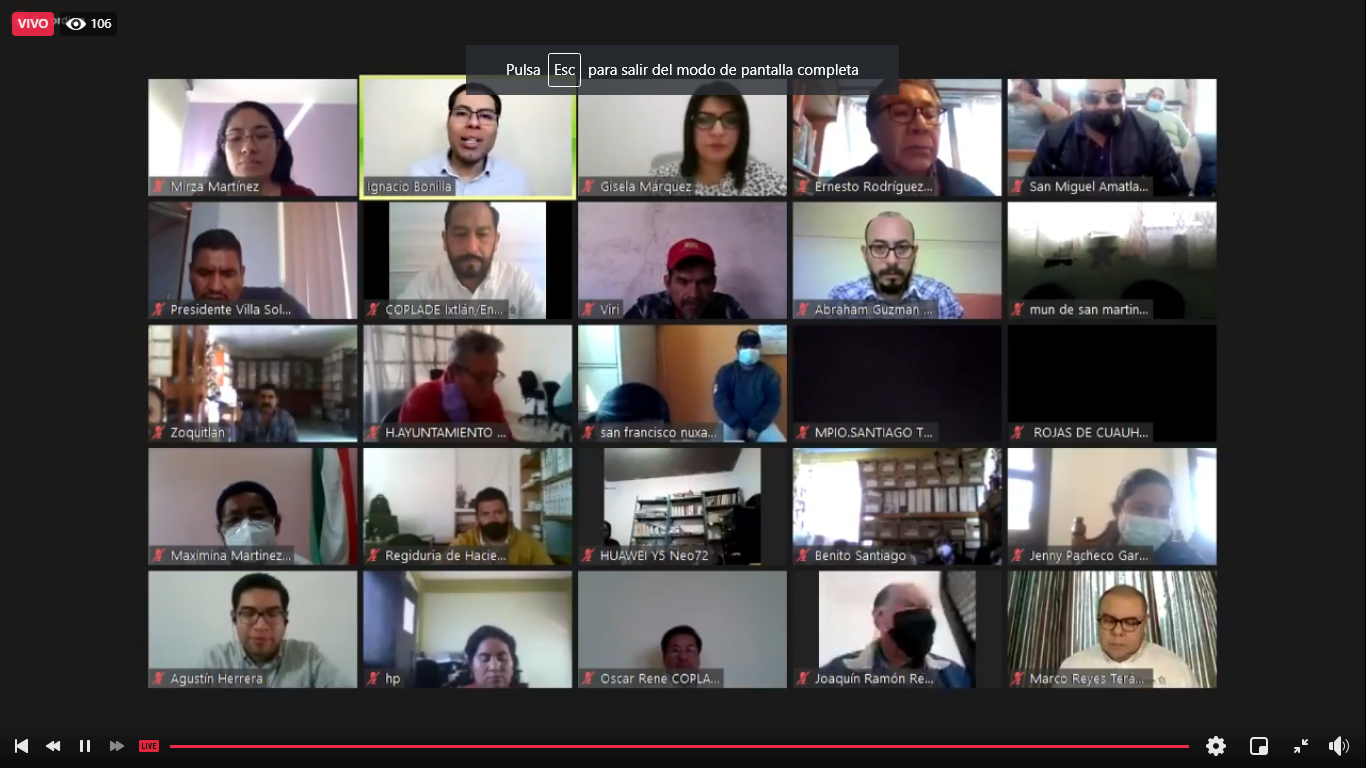 VIVO 106
Pulsa Esc para salir del modo de pantalla completa
Mirza Martínez
Ignacio Bonilla
Gisela Márquez
Ernesto Rodríguez...
San Miguel Amatla...
Presidente Villa Sol...
COPLADE Ixtlán/En...
Viri
Abraham Guzman ...
mun de san martin...
Zoquitlan
H.AYUNTAMIENTO ...
san francisco nuxa...
MPIO.SANTIAGO T...
ROJAS DE CUAUH...
Maximina Martinez...
Regiduria de Hacie...
HUAWEI Y5 Neo72
Benito Santiago
Jenny Pacheco Gar...
Agustín Herrera
hp
Oscar Rene COPLA...
Joaquín Ramón Re...
Marco Reyes Tera...
LIVE